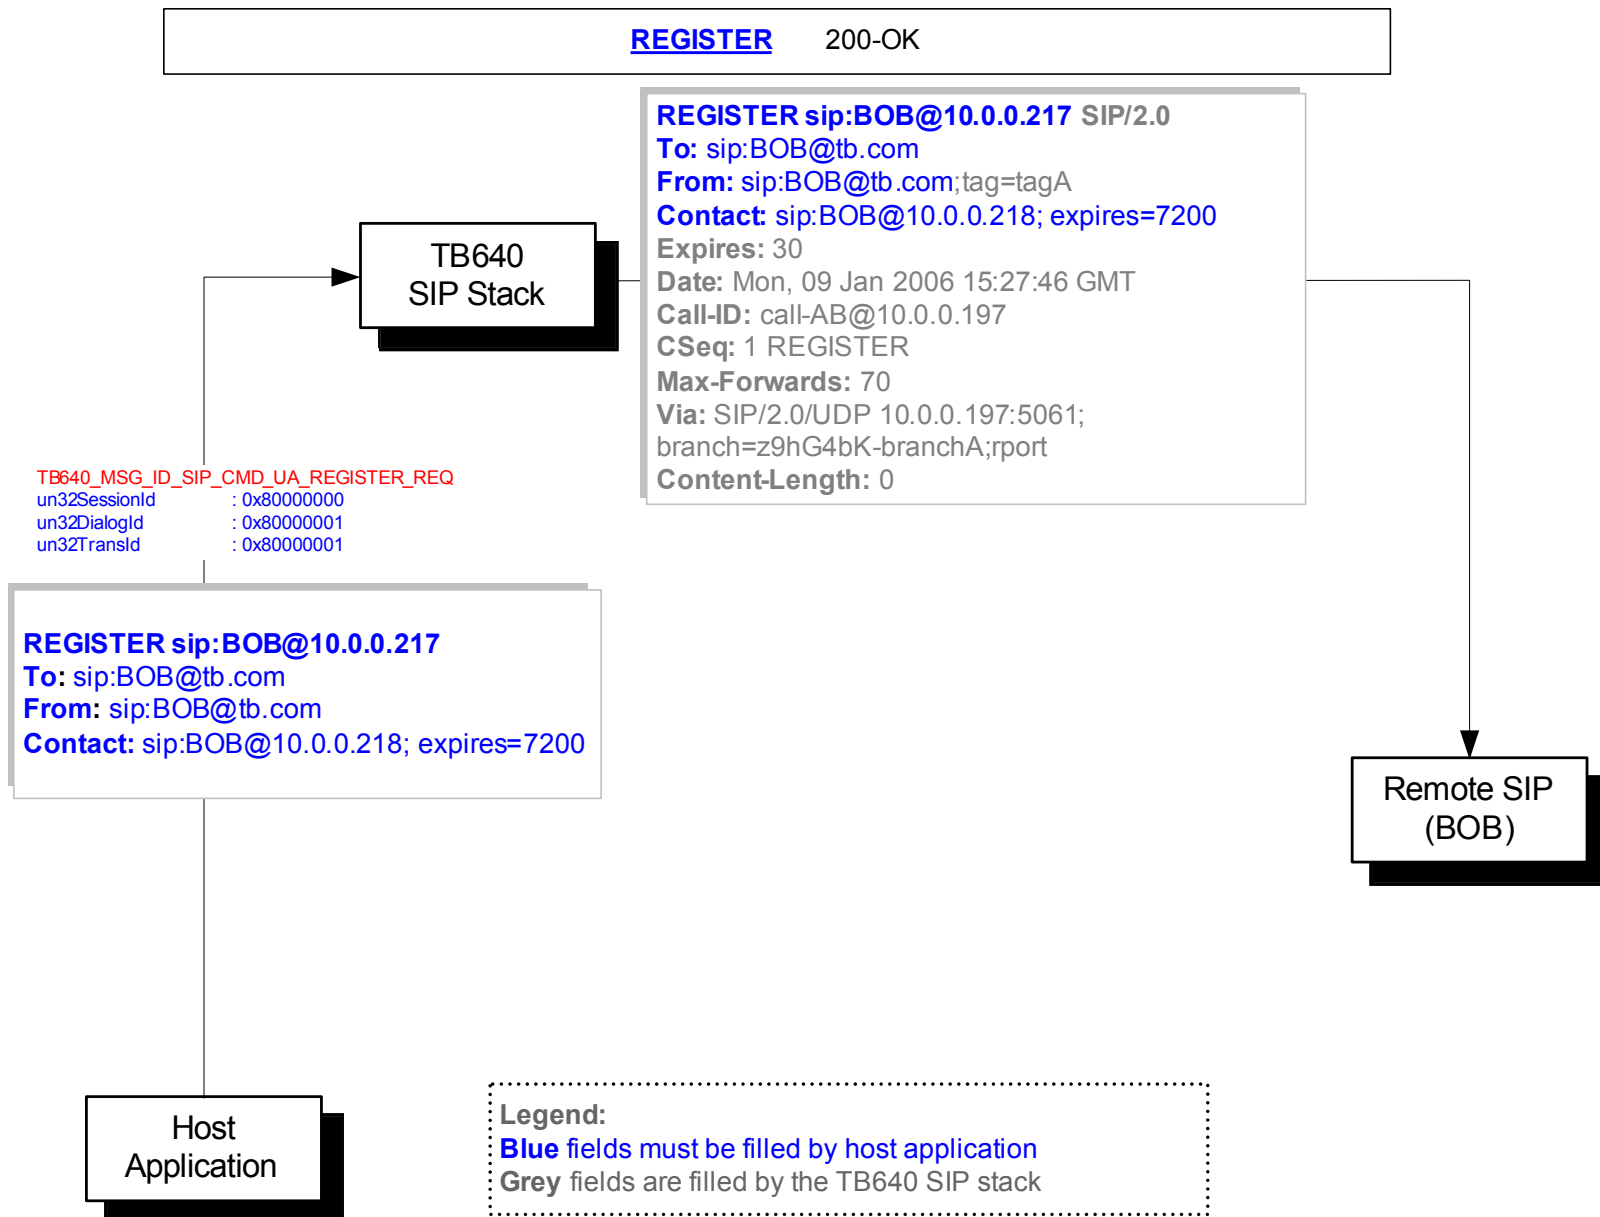 REGISTER 200-OK
REGISTER sip:BOB@10.0.0.217 SIP/2.0
To: sip:BOB@tb.com
From: sip:BOB@tb.com;tag=tagA
Contact: sip:BOB@10.0.0.218; expires=7200
Expires: 30
Date: Mon, 09 Jan 2006 15:27:46 GMT
Call-ID: call-AB@10.0.0.197
CSeq: 1 REGISTER
Max-Forwards: 70
Via: SIP/2.0/UDP 10.0.0.197:5061;
branch=z9hG4bK-branchA;rport
Content-Length: 0
TB640
SIP Stack
TB640_MSG_ID_SIP_CMD_UA_REGISTER_REQ
un32SessionId : 0x80000000
un32DialogId : 0x80000001
un32TransId : 0x80000001
REGISTER sip:BOB@10.0.0.217
To: sip:BOB@tb.com
From: sip:BOB@tb.com
Contact: sip:BOB@10.0.0.218; expires=7200
Remote SIP
(BOB)
Host
Application
Legend:
Blue fields must be filled by host application
Grey fields are filled by the TB640 SIP stack